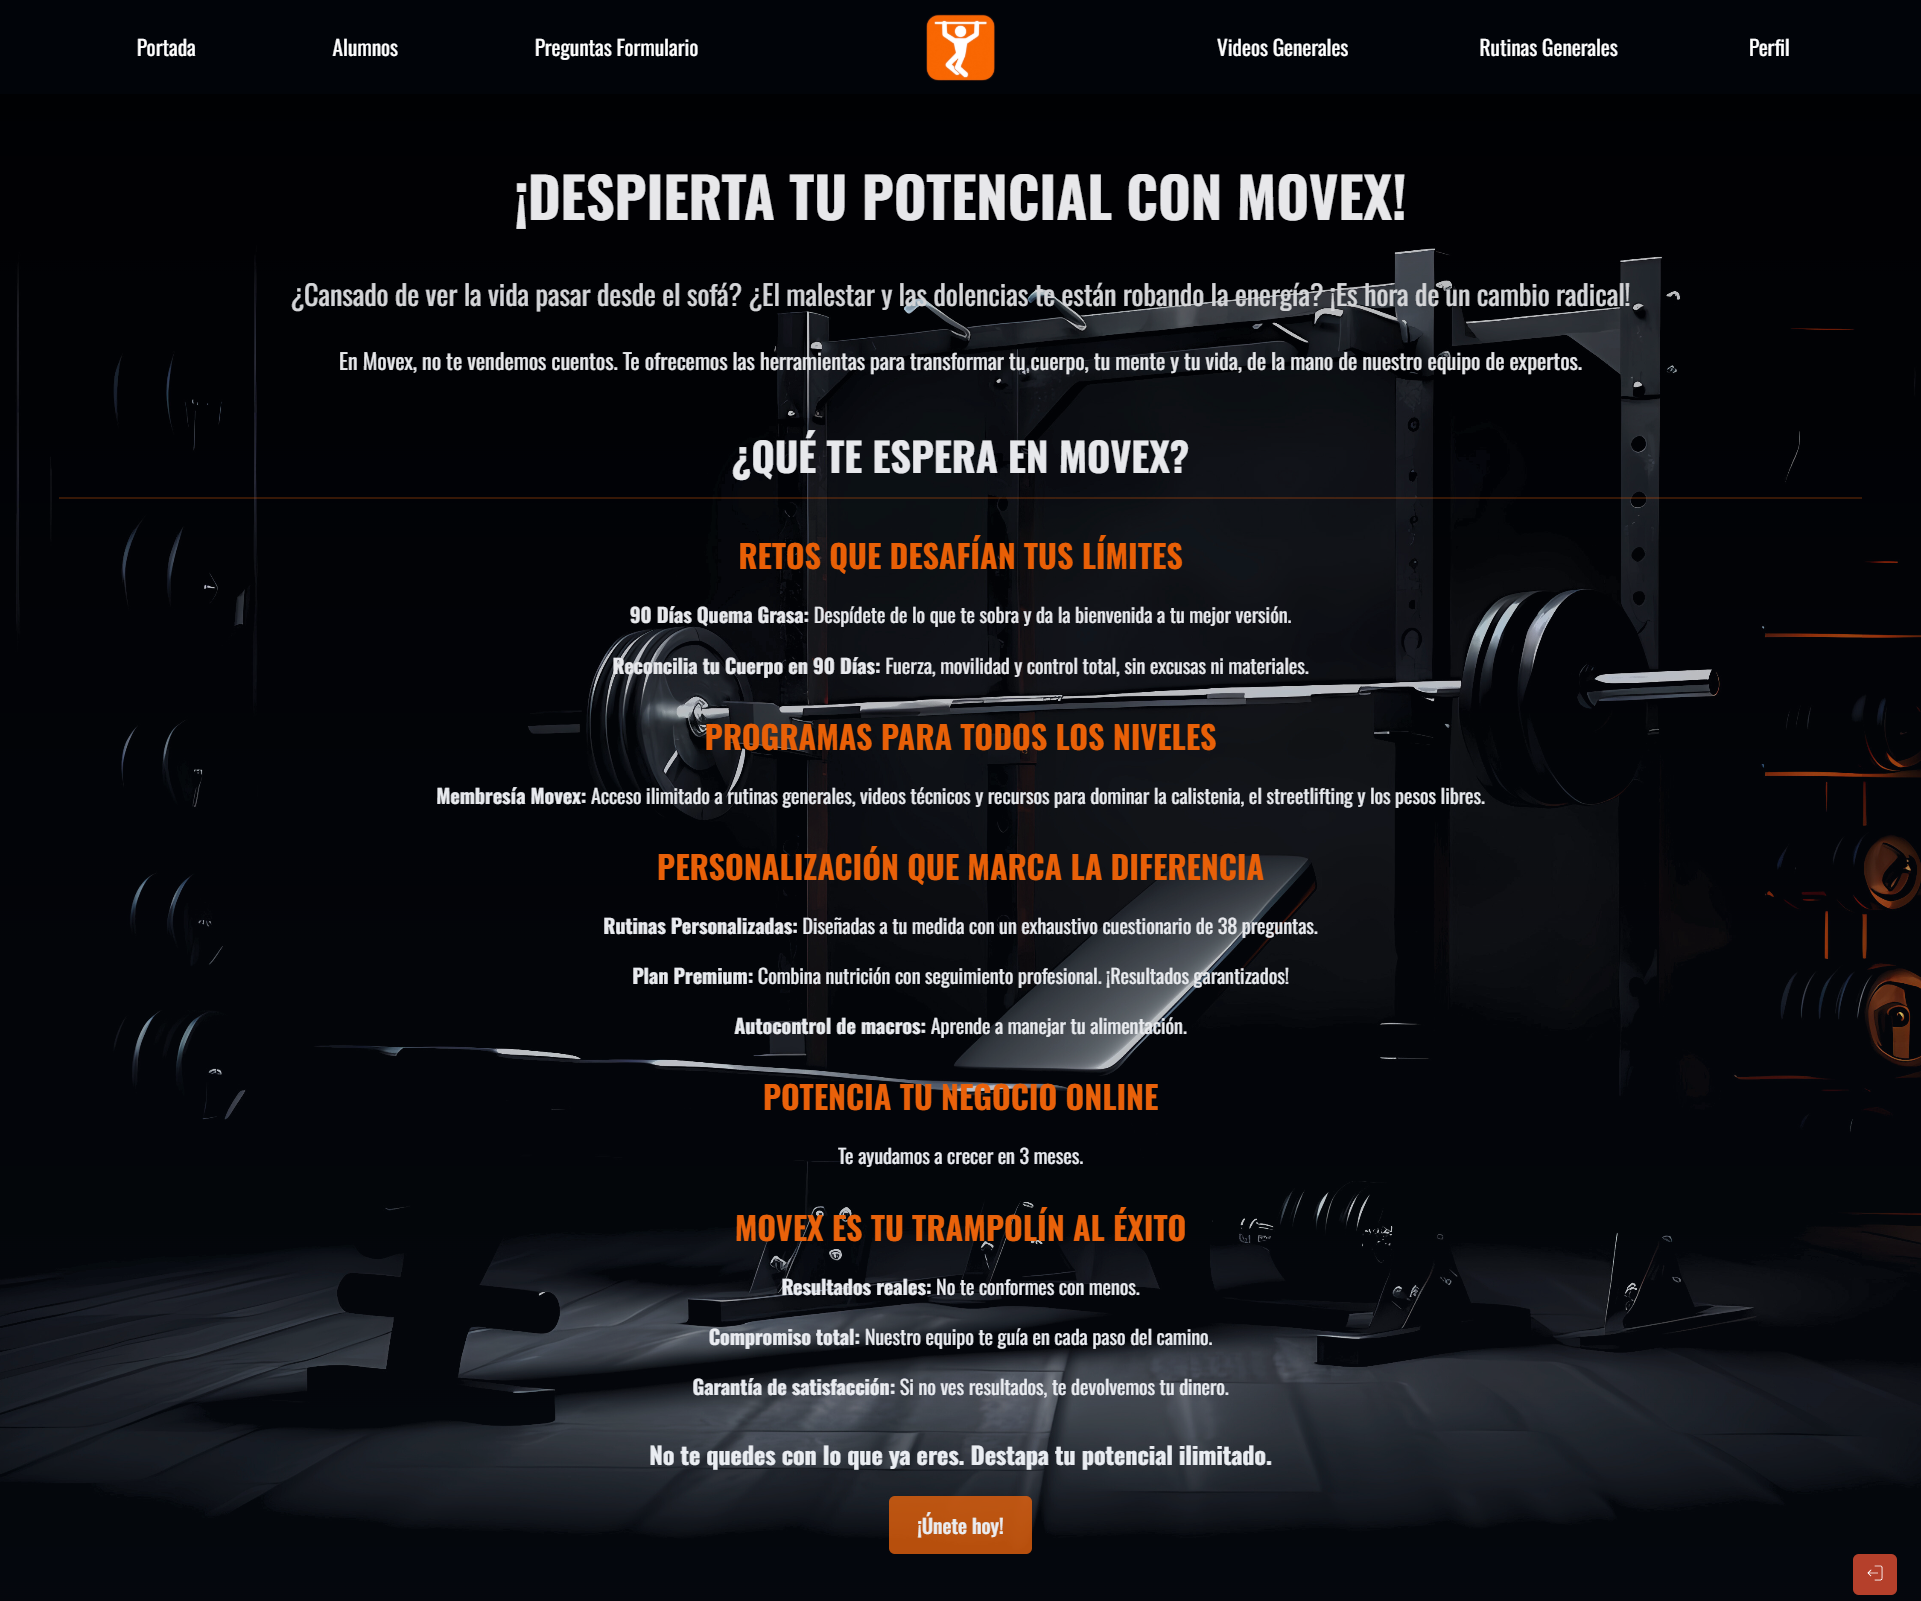 Portada
Alumnos
Preguntas Formulario
Videos Generales
Rutinas Generales
Perfil
¡DESPIERTA TU POTENCIAL CON MOVEX!
¿Cansado de ver la vida pasar desde el sofá? ¿El malestar y las dolencias te están robando la energía? ¡Es hora de un cambio radical!
En Movex, no te vendemos cuentos. Te ofrecemos las herramientas para transformar tu cuerpo, tu mente y tu vida, de la mano de nuestro equipo de expertos.
¿QUÉ TE ESPERA EN MOVEX?
RETOS QUE DESAFÍAN TUS LÍMITES
90 Días Quema Grasa: Despídete de lo que te sobra y da la bienvenida a tu mejor versión.
Reconcilia tu Cuerpo en 90 Días: Fuerza, movilidad y control total, sin excusas ni materiales.
PROGRAMAS PARA TODOS LOS NIVELES
Membresía Movex: Acceso ilimitado a rutinas generales, videos técnicos y recursos para dominar la calistenia, el streetlifting y los pesos libres.
PERSONALIZACIÓN QUE MARCA LA DIFERENCIA
Rutinas Personalizadas: Diseñadas a tu medida con un exhaustivo cuestionario de 38 preguntas.
Plan Premium: Combina nutrición con seguimiento profesional. ¡Resultados garantizados!
Autocontrol de macros: Aprende a manejar tu alimentación.
POTENCIA TU NEGOCIO ONLINE
Te ayudamos a crecer en 3 meses.
MOVEX ES TU TRAMPOLÍN AL ÉXITO
Resultados reales: No te conformes con menos.
Compromiso total: Nuestro equipo te guía en cada paso del camino.
Garantía de satisfacción: Si no ves resultados, te devolvemos tu dinero.
No te quedes con lo que ya eres. Destapa tu potencial ilimitado.
¡Únete hoy!